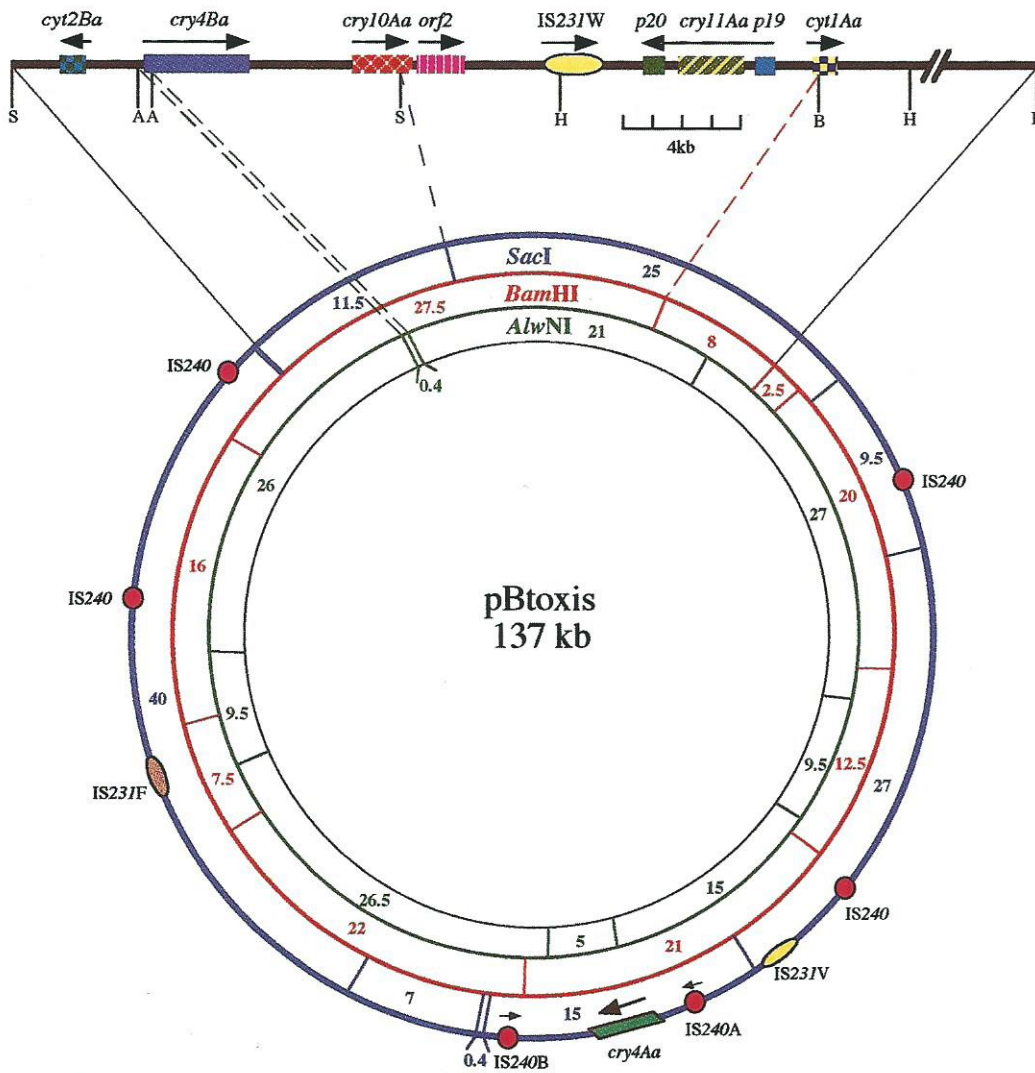 cyt2Ba cry4Ba cry10Aa orf2 IS231W p20 cry11Aa p19 cyt1Aa
S A A S H B H
4kb
SacI 25
11.5 27.5 BamHI
AlwNI 21 8
IS240 0.4 2.5
9.5 IS240
26 20
27
16
pBtoxis
IS240 137 kb
40 9.5
7.5 9.5 12.5 27
IS231F
26.5 15 IS240
22 5 21 IS231V
7 15 IS240A
0.4 IS240B cry4Aa